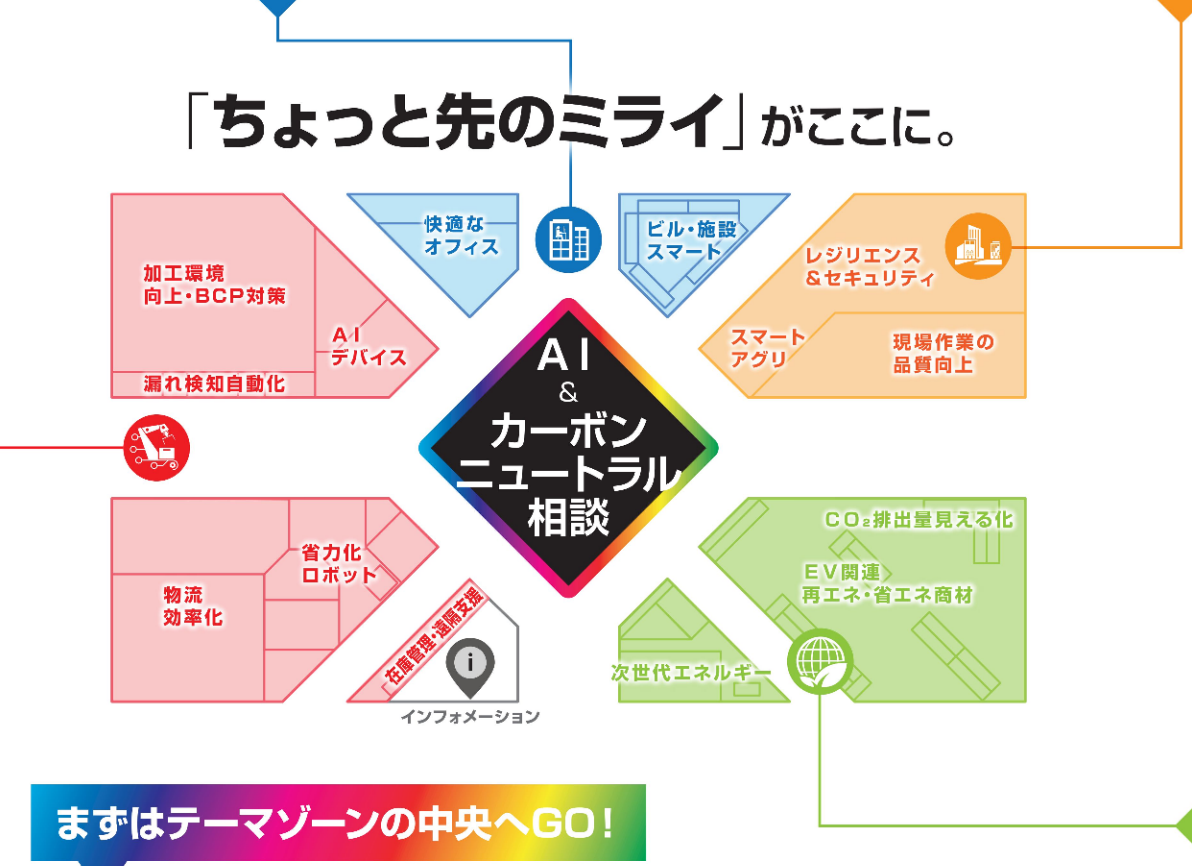 「ちょっと先のミライ」がここに。
快適な
オフィス
ビル・施設
スマート
加工環境
向上・BCP対策
AI
デバイス
漏れ検知自動化
レジリエンス
&セキュリティ
スマート
アグリ
現場作業の
品質向上
AI
&
カーボン
ニュートラル
相談
物流
効率化
省力化
ロボット
在庫管理・遠隔支援
i
インフォメーション
CO₂排出量見える化
EV関連
再エネ・省エネ商材
次世代エネルギー
まずはテーマゾーンの中央へGO!